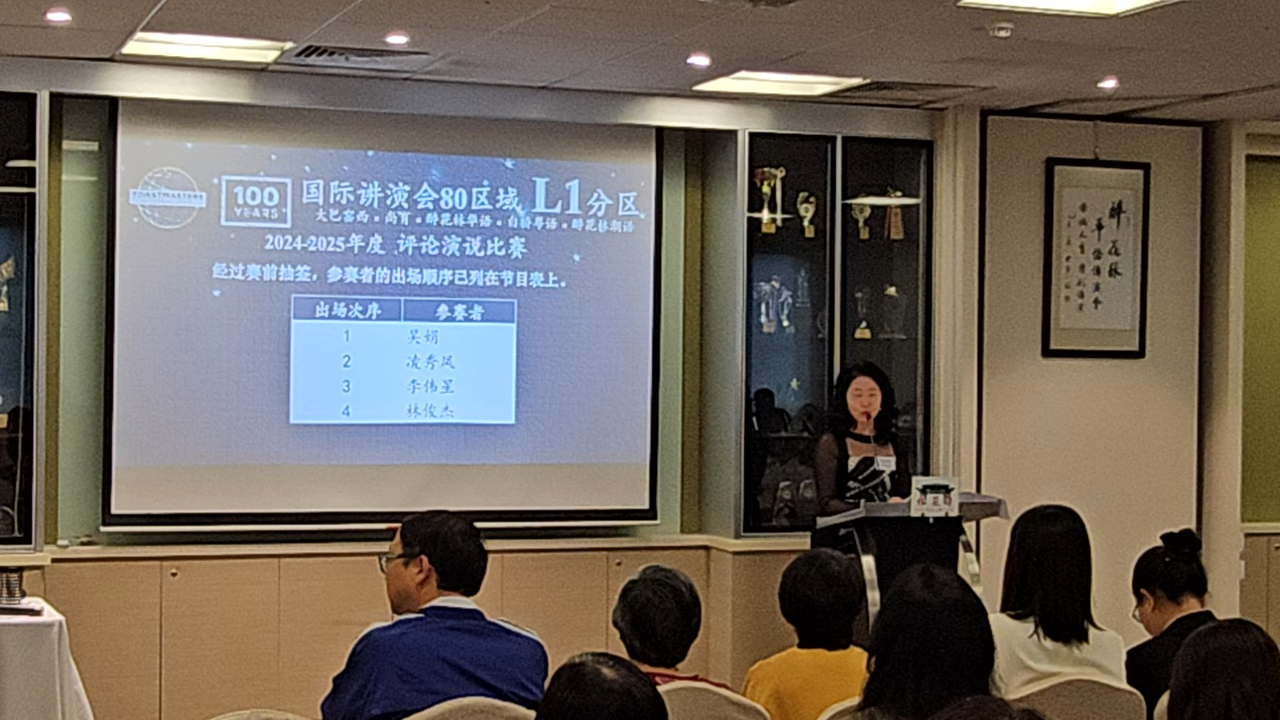 TOASTMASTERS
100
YEARS
国际讲演会80区域 L1分区
大巴窑西 • 尚育 • 醉花林华语 • 白桥粤语 • 醉花林潮语
2024-2025年度 评论演说比赛
经过赛前抽签，参赛者的出场顺序已列在节目表上。
出场次序 参赛者
1 吴娟
2 凌秀凤
3 李伟星
4 林俊杰
醉花林
华语讲演會